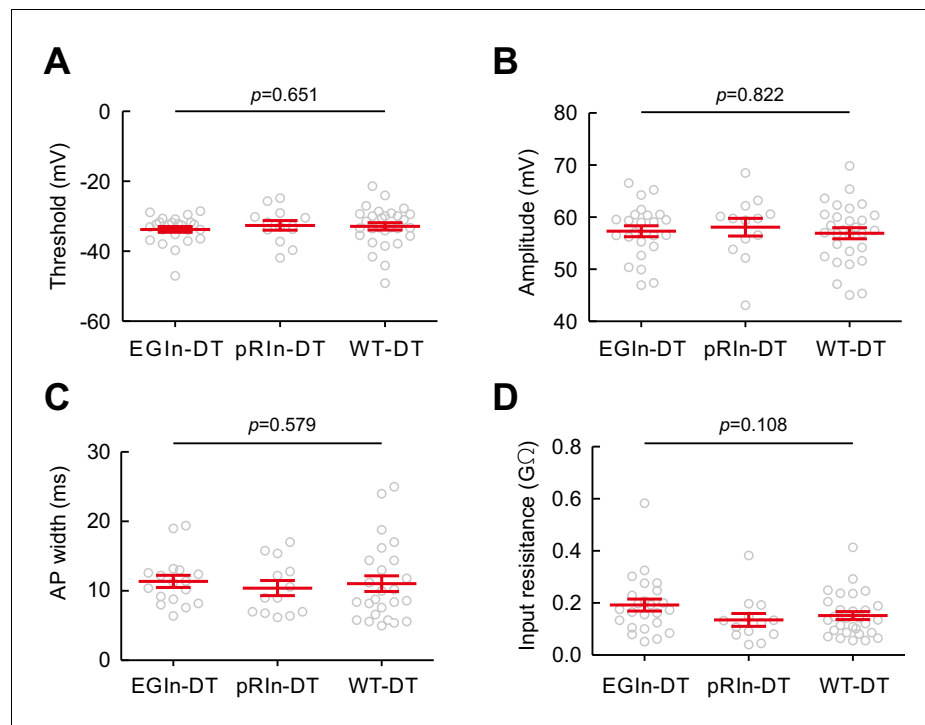 A
p=0.651
Threshold (mV)
0
-20
-40
-60
EGIn-DT pRIn-DT WT-DT
B
p=0.822
Amplitude (mV)
80
70
60
50
40
EGIn-DT pRIn-DT WT-DT
C
p=0.579
AP width (ms)
30
20
10
0
EGIn-DT pRIn-DT WT-DT
D
p=0.108
Input resisitance (GΩ)
0.8
0.6
0.4
0.2
0.0
EGIn-DT pRIn-DT WT-DT